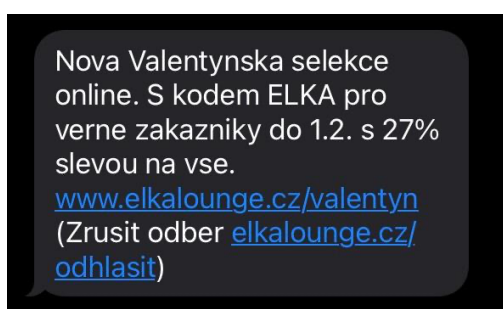 Nova Valentynska selekce
online. S kodem ELKA pro
verne zakazniky do 1.2. s 27%
slevou na vse.
www.elkalounge.cz/valentyn
(Zrusit odber elkalounge.cz/
odhlasit)